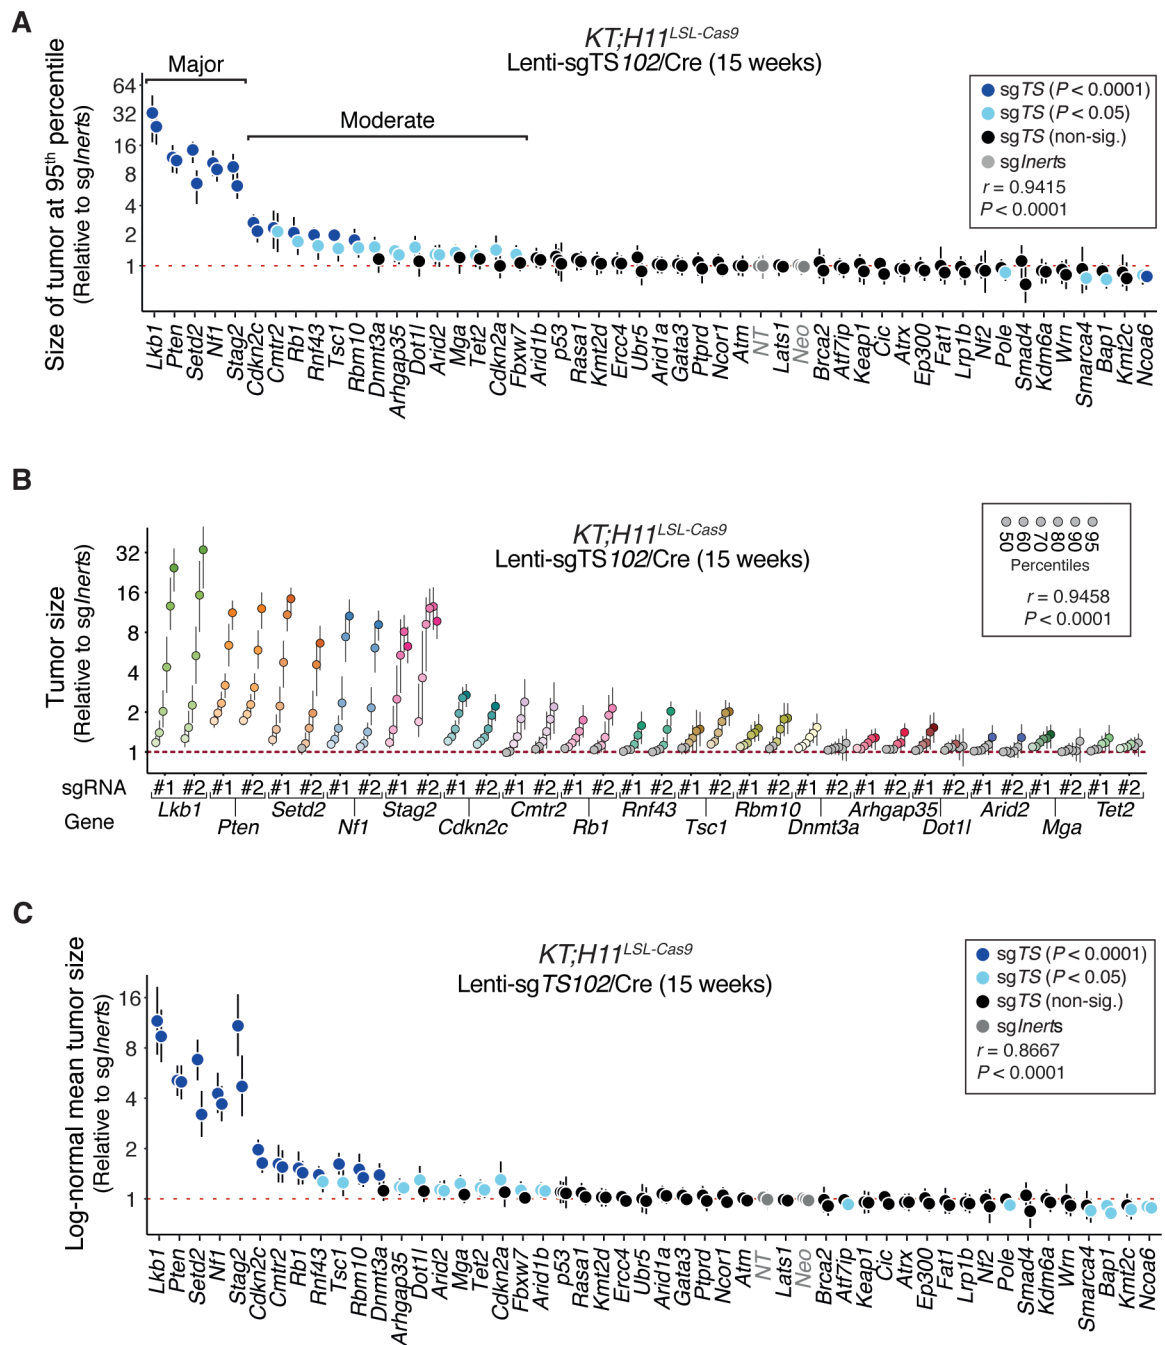 A
KT;H11^LSL-Cas9
Lenti-sgTS102/Cre (15 weeks)
Size of tumor at 95th percentile
(Relative to sgInerts)
Major
Moderate
64
32
16
8
4
2
1
sgTS (P < 0.0001)
sgTS (P < 0.05)
sgTS (non-sig.)
sgInerts
r = 0.9415
P < 0.0001
Lkb1 Pten Setd2 Nf1 Stag2 Cdkn2c Cmtr2 Rb1 Rnf43 Tsc1 Rbm10 Dnmt3a Arhgap35 Dot1l Arid2 Mga Tet2 Cdkn2a Fbxw7 Arid1b p53 Rasa1 Kmt2d Ercc4 Ubr5 Arid1a Gata3 Ptprd Ncor1 Atm NT Lats1 Neo Brca2 Atf7ip Keap1 Cic Atrx Ep300 Fat1 Lrp1b Nf2 Pole Smad4 Kdm6a Wrn Smarca4 Bap1 Kmt2c Ncoa6
B
KT;H11^LSL-Cas9
Lenti-sgTS102/Cre (15 weeks)
Tumor size
(Relative to sgInerts)
32
16
8
4
2
1
50 60 70 80 90 95
Percentiles
r = 0.9458
P < 0.0001
sgRNA #1 #2 #1 #2 #1 #2 #1 #2 #1 #2 #1 #2 #1 #2 #1 #2 #1 #2 #1 #2 #1 #2 #1 #2 #1 #2 #1 #2 #1 #2 #1 #2 #1 #2
Gene Lkb1 Pten Setd2 Nf1 Stag2 Cdkn2c Cmtr2 Rb1 Rnf43 Tsc1 Rbm10 Dnmt3a Arhgap35 Dot1l Arid2 Mga Tet2
C
KT;H11^LSL-Cas9
Lenti-sgTS102/Cre (15 weeks)
Log-normal mean tumor size
(Relative to sgInerts)
16
8
4
2
1
sgTS (P < 0.0001)
sgTS (P < 0.05)
sgTS (non-sig.)
sgInerts
r = 0.8667
P < 0.0001
Lkb1 Pten Setd2 Nf1 Stag2 Cdkn2c Cmtr2 Rb1 Rnf43 Tsc1 Rbm10 Dnmt3a Arhgap35 Dot1l Arid2 Mga Tet2 Cdkn2a Fbxw7 Arid1b p53 Rasa1 Kmt2d Ercc4 Ubr5 Arid1a Gata3 Ptprd Ncor1 Atm NT Lats1 Neo Brca2 Atf7ip Keap1 Cic Atrx Ep300 Fat1 Lrp1b Nf2 Pole Smad4 Kdm6a Wrn Smarca4 Bap1 Kmt2c Ncoa6